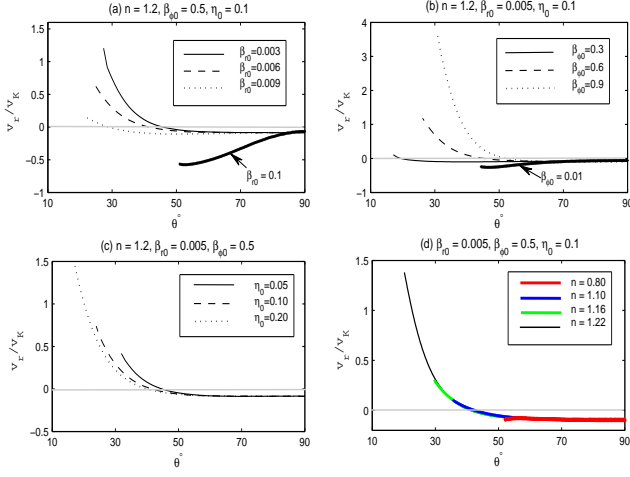 (a) n = 1.2, β_ϕ0 = 0.5, η_0 = 0.1
1.5
1
0.5
0
−0.5
−1
v_r/v_K
β_r0=0.003
β_r0=0.006
β_r0=0.009
β_r0 = 0.1
10 30 50 70 90
θ°
(b) n = 1.2, β_r0 = 0.005, η_0 = 0.1
4
3
2
1
0
−1
v_r/v_K
β_ϕ0=0.3
β_ϕ0=0.6
β_ϕ0=0.9
β_ϕ0 = 0.01
10 30 50 70 90
θ°
(c) n = 1.2, β_r0 = 0.005, β_ϕ0 = 0.5
1.5
1
0.5
0
−0.5
v_r/v_K
η_0=0.05
η_0=0.10
η_0=0.20
10 30 50 70 90
θ°
(d) β_r0 = 0.005, β_ϕ0 = 0.5, η_0 = 0.1
1.5
1
0.5
0
v_r/v_K
n = 0.80
n = 1.10
n = 1.16
n = 1.22
10 30 50 70 90
θ°